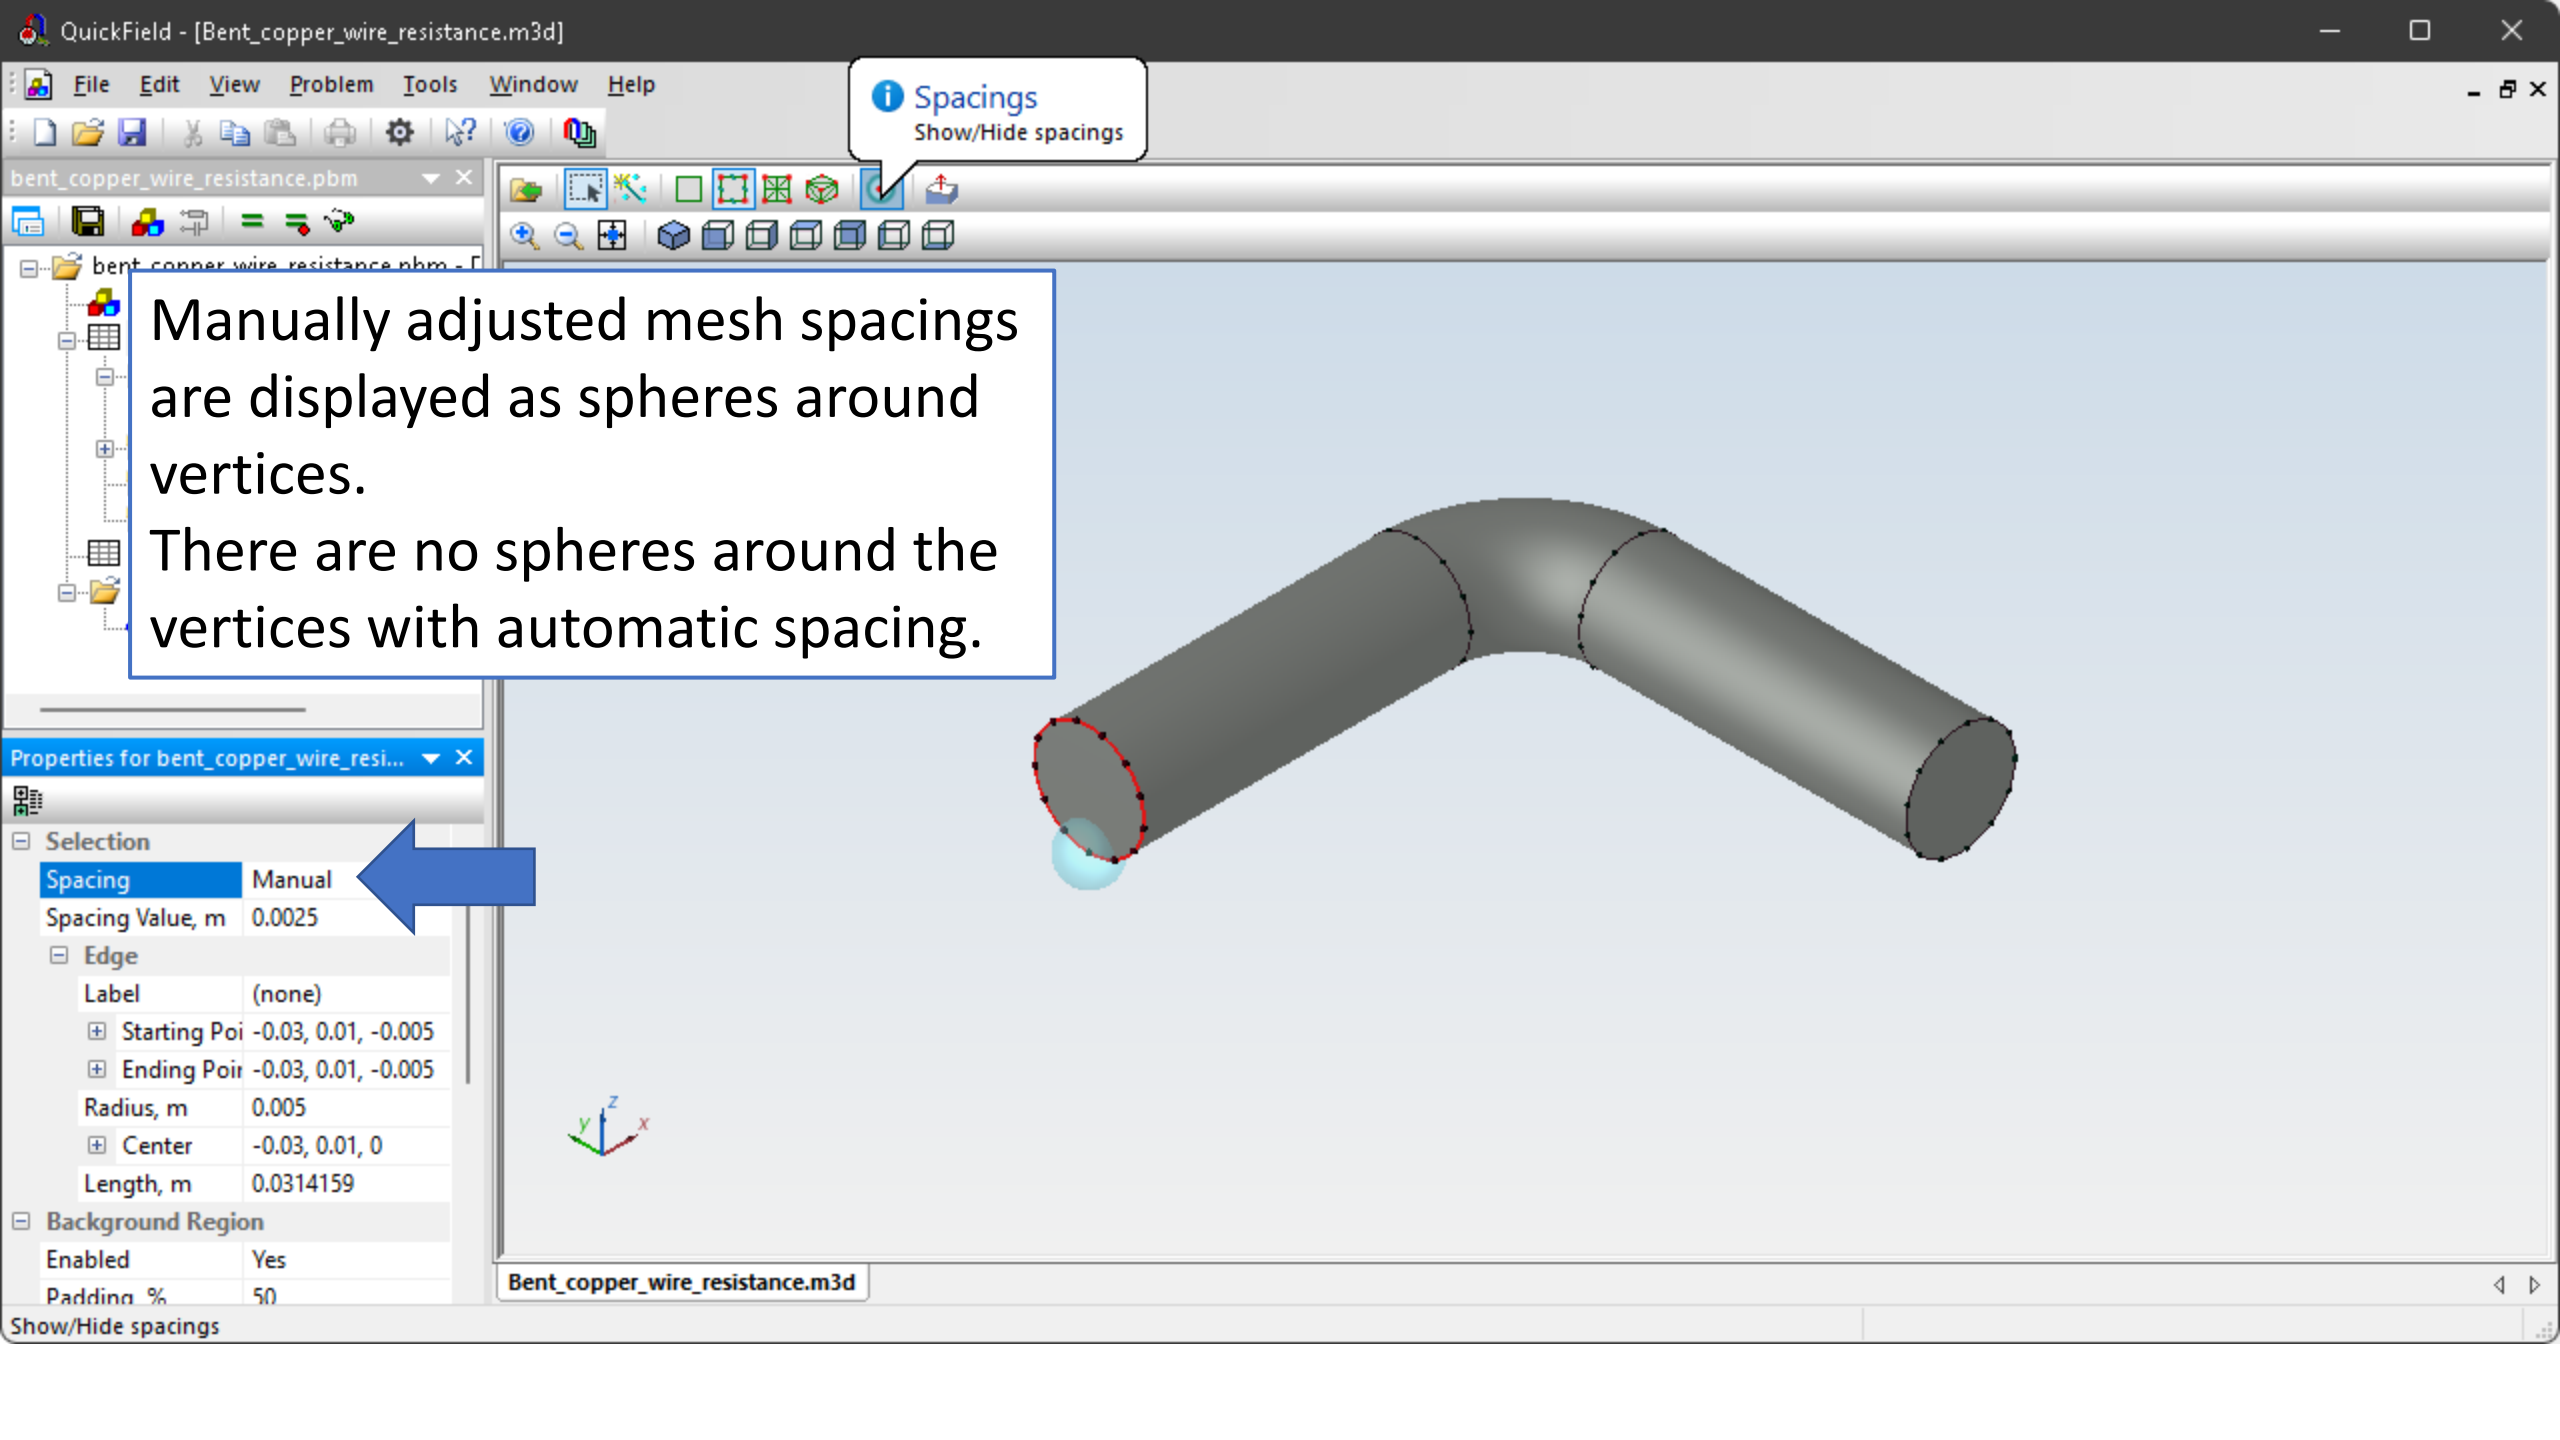 QuickField - [Bent_copper_wire_resistance.m3d]
File Edit View Problem Tools Window Help
Spacings
Show/Hide spacings
bent_copper_wire_resistance.pbm
bent_copper_wire_resistance.pbm -
Manually adjusted mesh spacings
are displayed as spheres around
vertices.
There are no spheres around the
vertices with automatic spacing.
Properties for bent_copper_wire_resi...
Selection
Spacing Manual
Spacing Value, m 0.0025
Edge
Label (none)
Starting Poi -0.03, 0.01, -0.005
Ending Poin -0.03, 0.01, -0.005
Radius, m 0.005
Center -0.03, 0.01, 0
Length, m 0.0314159
Background Region
Enabled Yes
Padding, % 50
z
y x
Bent_copper_wire_resistance.m3d
Show/Hide spacings